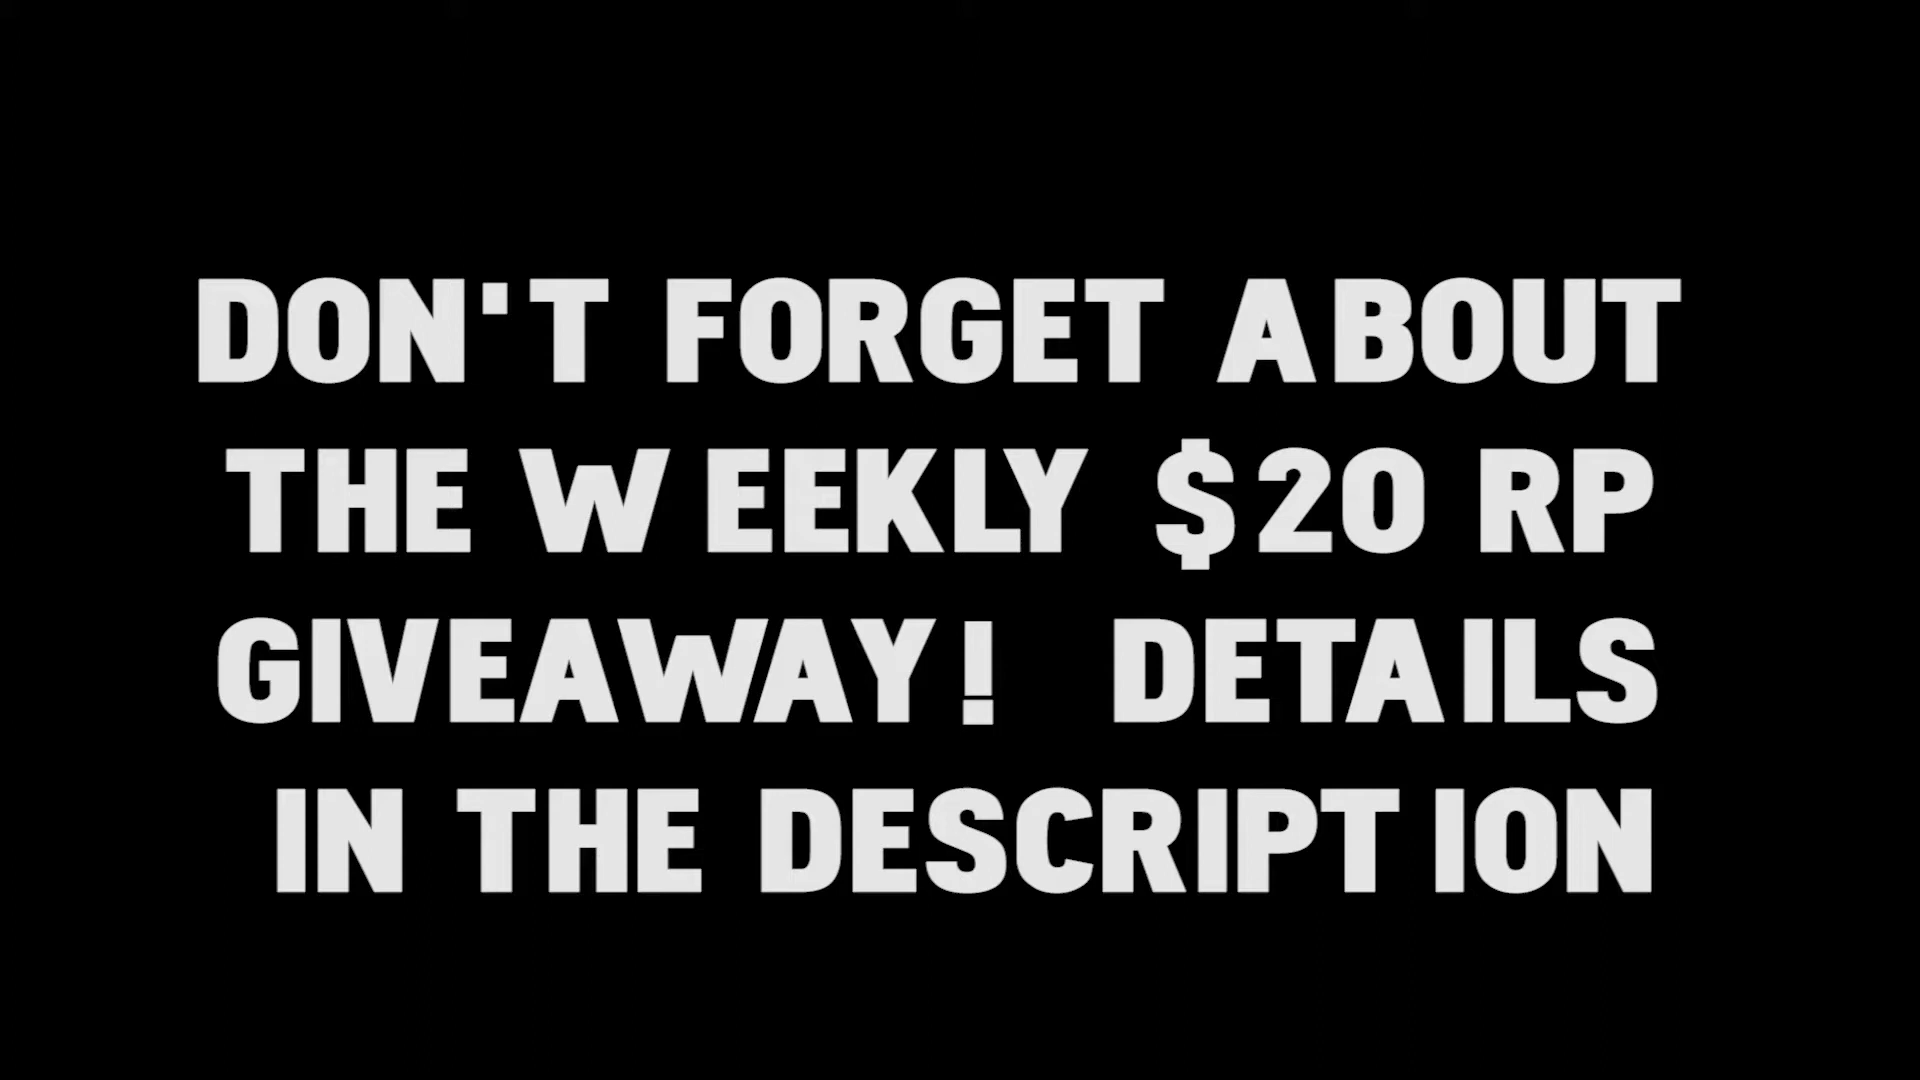 DON'T FORGET ABOUT
THE WEEKLY $20 RP
GIVEAWAY! DETAILS
IN THE DESCRIPTION